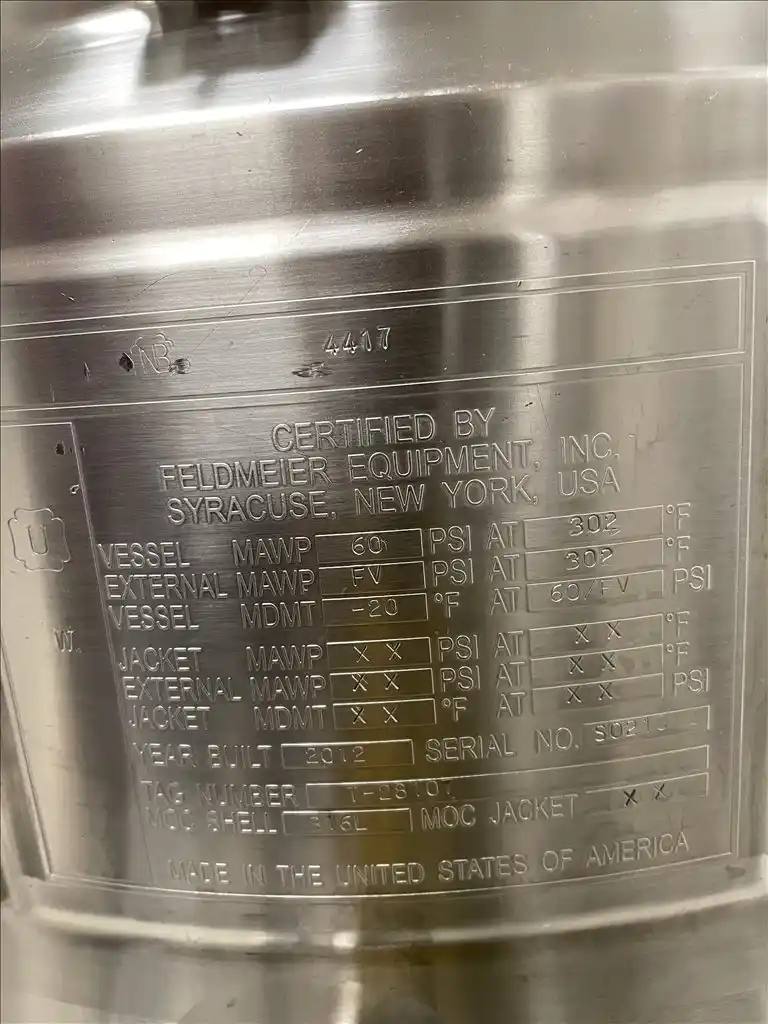 NB 4417
CERTIFIED BY
FELDMEIER EQUIPMENT, INC.
SYRACUSE, NEW YORK, USA
U
W.
VESSEL MAWP 60 PSI AT 302 °F
EXTERNAL MAWP FV PSI AT 302 °F
VESSEL MDMT -20 °F AT 60/FV PSI
JACKET MAWP X X PSI AT X X °F
EXTERNAL MAWP X X PSI AT X X °F
JACKET MDMT X X °F AT X X PSI
YEAR BUILT 2012 SERIAL NO.
TAG NUMBER
MOC SHELL 316L MOC JACKET X X
MADE IN THE UNITED STATES OF AMERICA